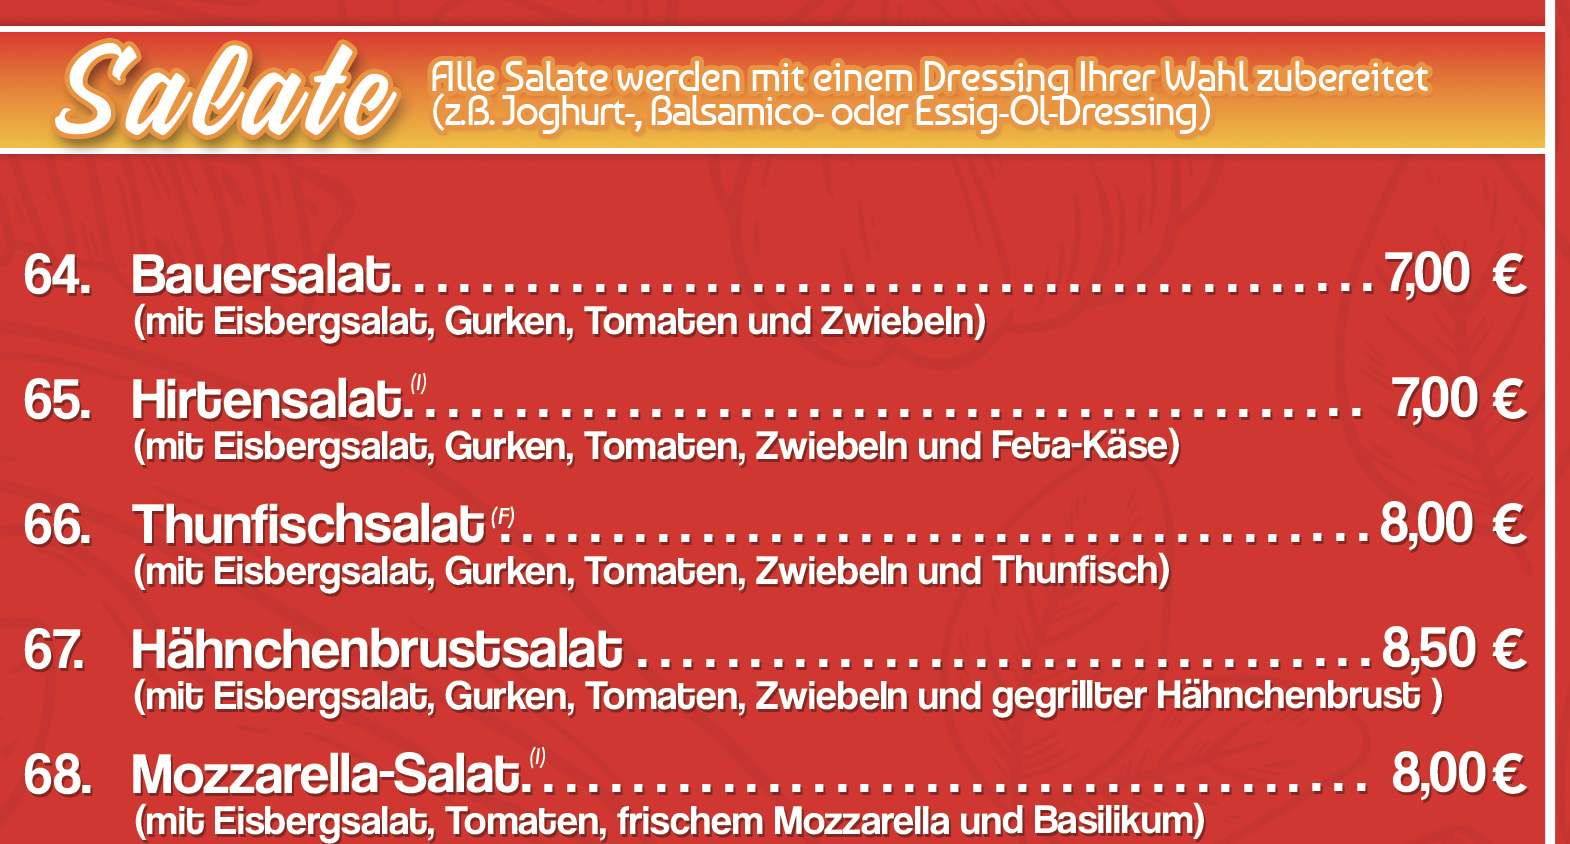 Salate
Alle Salate werden mit einem Dressing Ihrer Wahl zubereitet
(z.B. Joghurt-, Balsamico- oder Essig-Öl-Dressing)
64. Bauersalat. . . . . . . . . . . . . . . . . . . . . . . . . . . . . . . . . . . . . . . . . . . 7,00 €
(mit Eisbergsalat, Gurken, Tomaten und Zwiebeln)
65. Hirtensalat (I). . . . . . . . . . . . . . . . . . . . . . . . . . . . . . . . . . . . . . . . . . 7,00 €
(mit Eisbergsalat, Gurken, Tomaten, Zwiebeln und Feta-Käse)
66. Thunfischsalat (F). . . . . . . . . . . . . . . . . . . . . . . . . . . . . . . . . . . . . . 8,00 €
(mit Eisbergsalat, Gurken, Tomaten, Zwiebeln und Thunfisch)
67. Hähnchenbrustsalat . . . . . . . . . . . . . . . . . . . . . . . . . . . . . . . . . 8,50 €
(mit Eisbergsalat, Gurken, Tomaten, Zwiebeln und gegrillter Hähnchenbrust )
68. Mozzarella-Salat (I). . . . . . . . . . . . . . . . . . . . . . . . . . . . . . . . . . . . . 8,00 €
(mit Eisbergsalat, Tomaten, frischem Mozzarella und Basilikum)